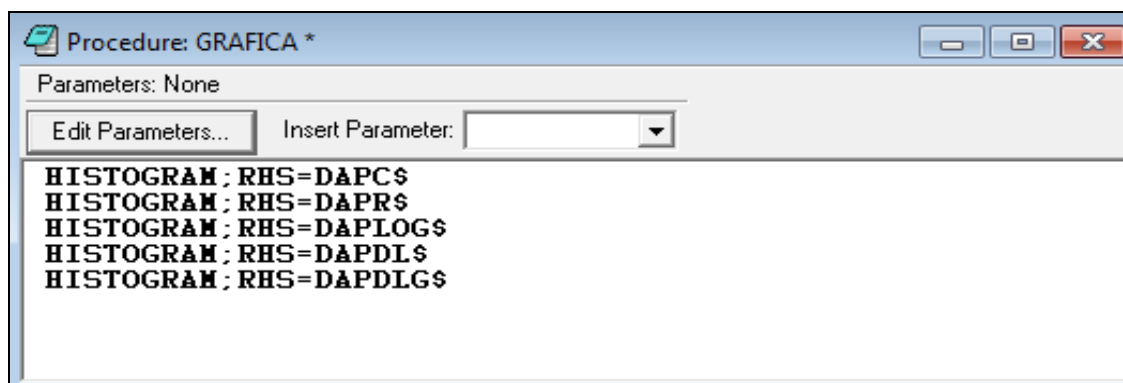 Procedure: GRAFICA *
Parameters: None
Edit Parameters... Insert Parameter:
HISTOGRAM;RHS=DAPC$
HISTOGRAM;RHS=DAPR$
HISTOGRAM;RHS=DAPLOG$
HISTOGRAM;RHS=DAPDL$
HISTOGRAM;RHS=DAPDLG$